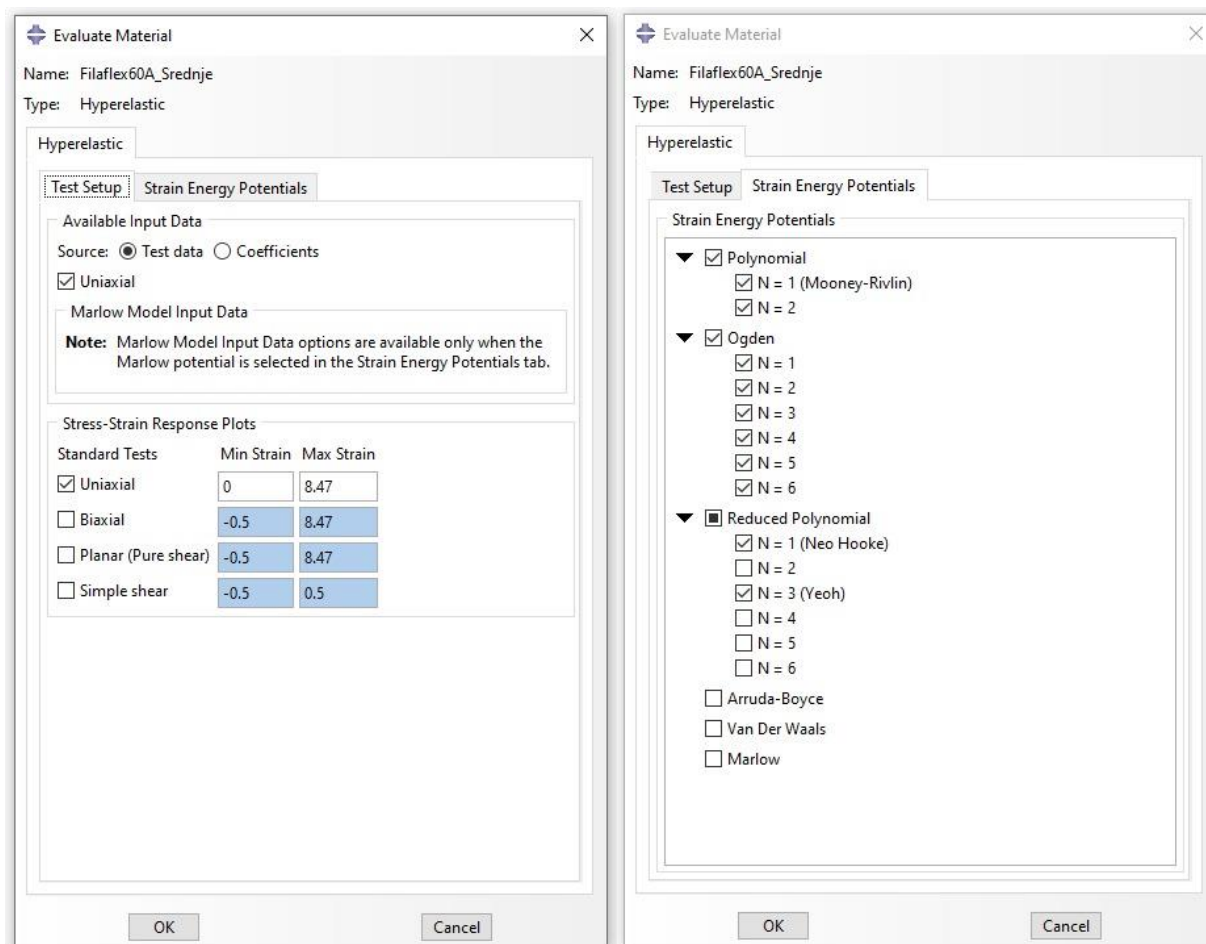 Evaluate Material
Name: Filaflex60A_Srednje
Type: Hyperelastic
Hyperelastic
Test Setup Strain Energy Potentials
Available Input Data
Source: Test data Coefficients
Uniaxial
Marlow Model Input Data
Note: Marlow Model Input Data options are available only when the
Marlow potential is selected in the Strain Energy Potentials tab.
Stress-Strain Response Plots
Standard Tests Min Strain Max Strain
Uniaxial 0 8.47
Biaxial -0.5 8.47
Planar (Pure shear) -0.5 8.47
Simple shear -0.5 0.5
OK Cancel
Evaluate Material
Name: Filaflex60A_Srednje
Type: Hyperelastic
Hyperelastic
Test Setup Strain Energy Potentials
Strain Energy Potentials
Polynomial
N = 1 (Mooney-Rivlin)
N = 2
Ogden
N = 1
N = 2
N = 3
N = 4
N = 5
N = 6
Reduced Polynomial
N = 1 (Neo Hooke)
N = 2
N = 3 (Yeoh)
N = 4
N = 5
N = 6
Arruda-Boyce
Van Der Waals
Marlow
OK Cancel